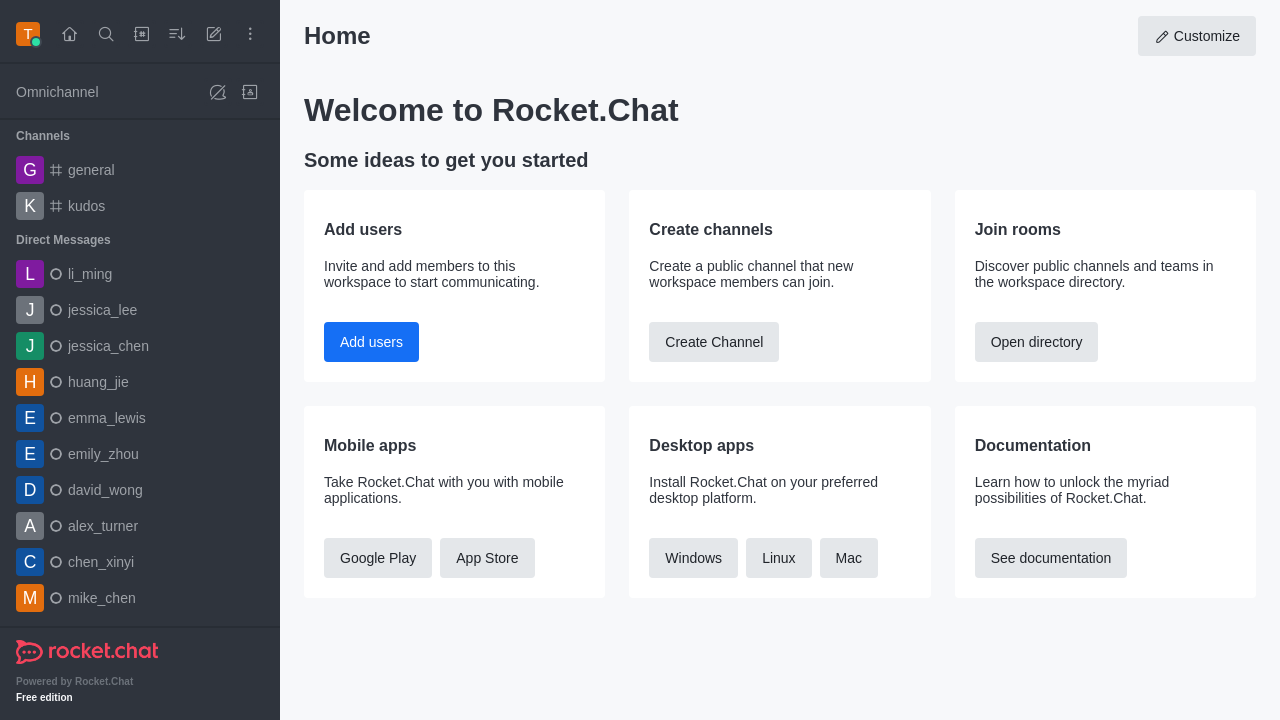 T
Home
Customize
Omnichannel
Channels
G general
K kudos
Direct Messages
L li_ming
J jessica_lee
J jessica_chen
H huang_jie
E emma_lewis
E emily_zhou
D david_wong
A alex_turner
C chen_xinyi
M mike_chen
rocket.chat
Powered by Rocket.Chat
Free edition
Welcome to Rocket.Chat
Some ideas to get you started
Add users
Invite and add members to this
workspace to start communicating.
Add users
Create channels
Create a public channel that new
workspace members can join.
Create Channel
Join rooms
Discover public channels and teams in
the workspace directory.
Open directory
Mobile apps
Take Rocket.Chat with you with mobile
applications.
Google Play App Store
Desktop apps
Install Rocket.Chat on your preferred
desktop platform.
Windows Linux Mac
Documentation
Learn how to unlock the myriad
possibilities of Rocket.Chat.
See documentation